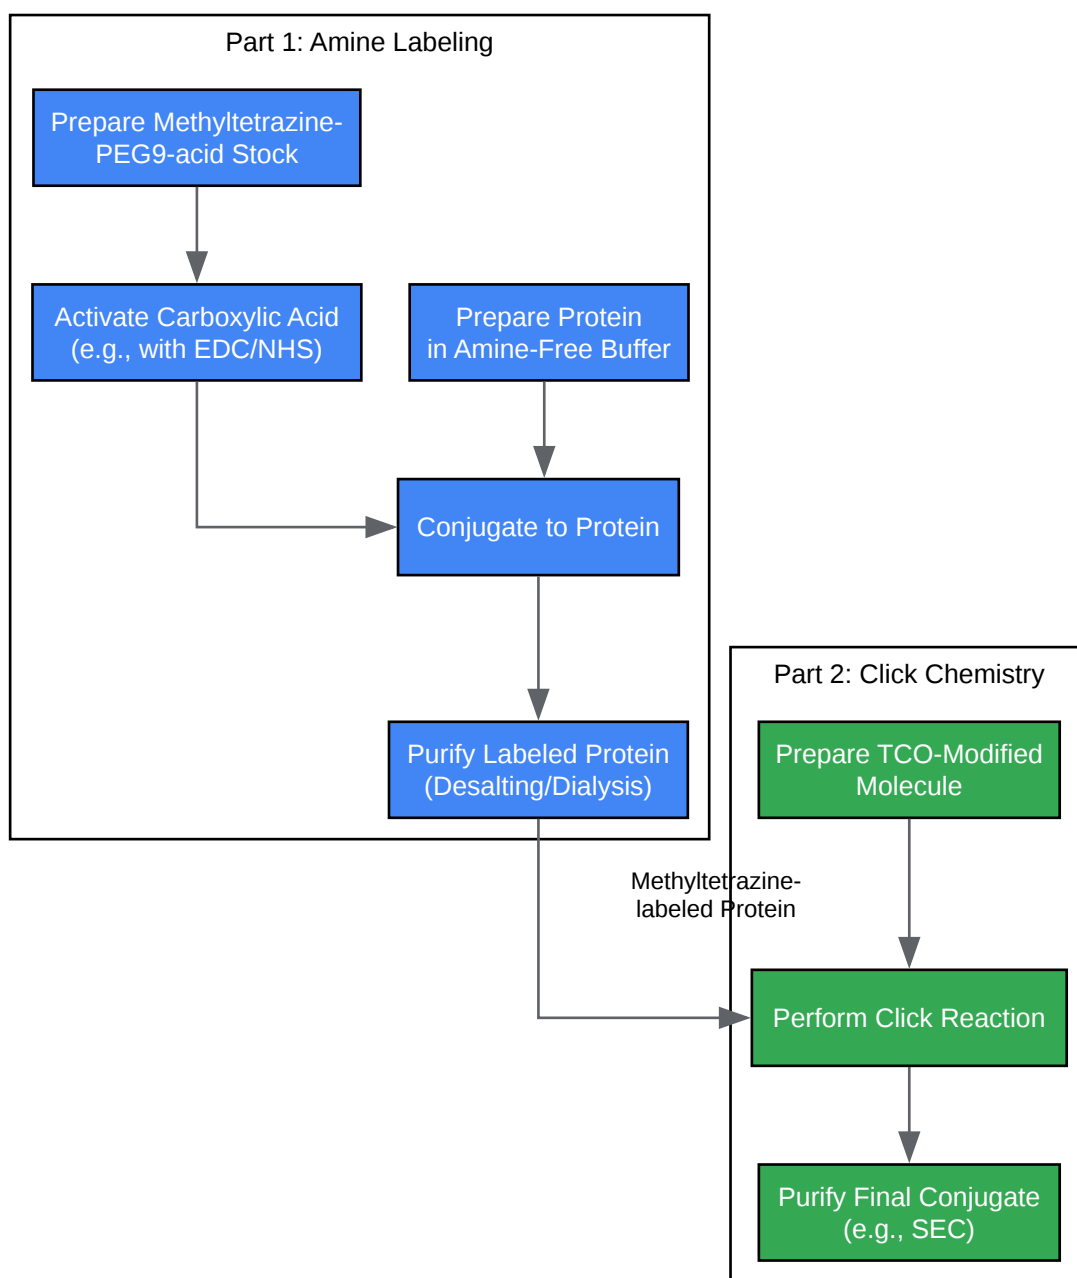 Part 1: Amine Labeling
Prepare Methyltetrazine-
PEG9-acid Stock
Activate Carboxylic Acid
(e.g., with EDC/NHS)
Prepare Protein
in Amine-Free Buffer
Conjugate to Protein
Purify Labeled Protein
(Desalting/Dialysis)
Methyltetrazine-
labeled Protein
Part 2: Click Chemistry
Prepare TCO-Modified
Molecule
Perform Click Reaction
Purify Final Conjugate
(e.g., SEC)